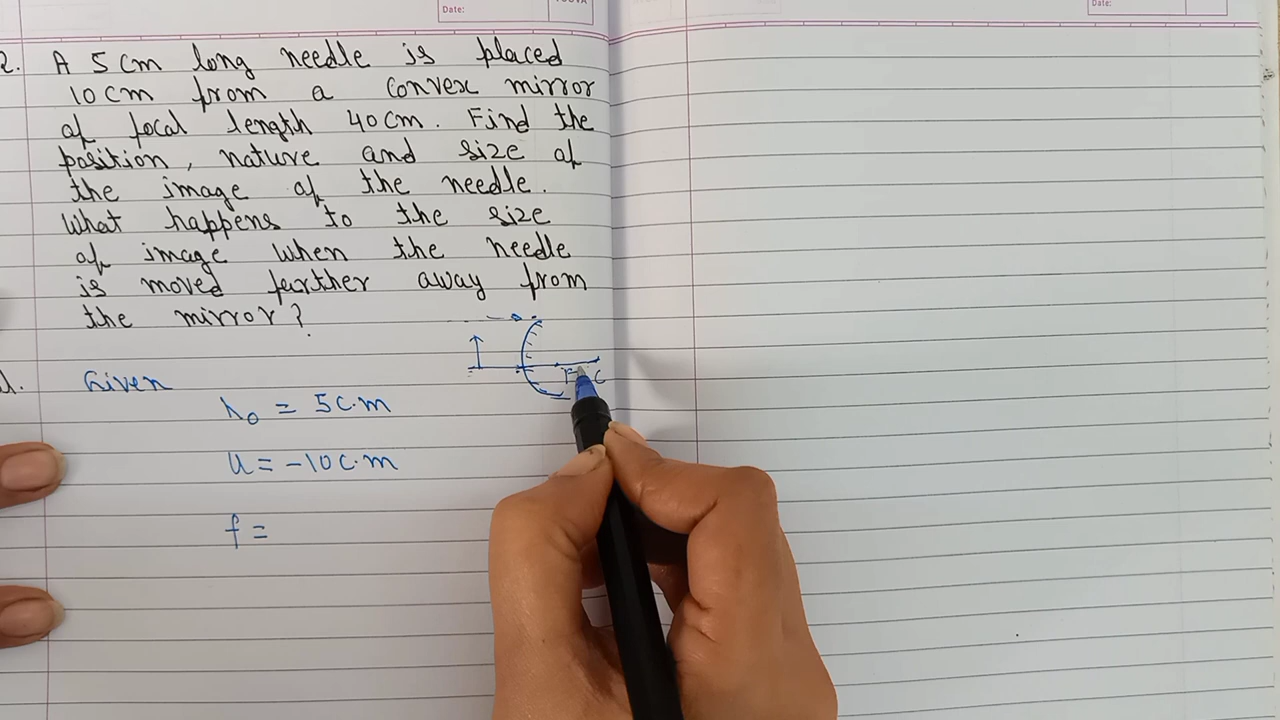 Date:
Date:
2. A 5 cm long needle is placed
10 cm from a convex mirror
of focal length 40 cm. Find the
position, nature and size of
the image of the needle.
What happens to the size
of image when the needle
is moved further away from
the mirror?
Given
F C
ho = 5 c.m
u = -10 c.m
f =